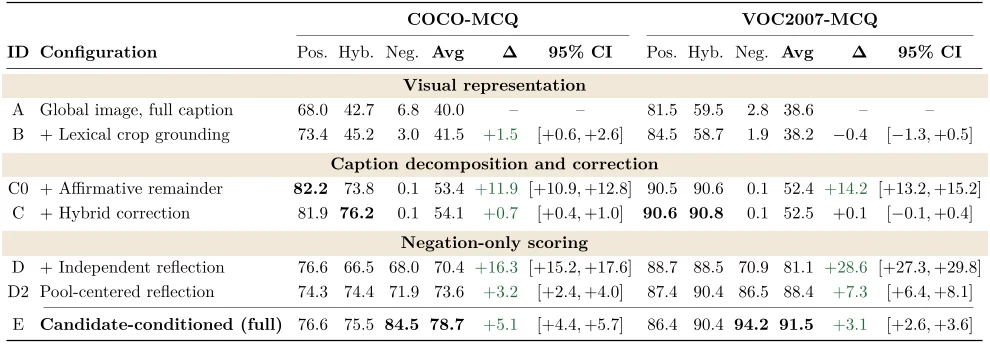 COCO-MCQ VOC2007-MCQ
ID Configuration Pos. Hyb. Neg. Avg Δ 95% CI Pos. Hyb. Neg. Avg Δ 95% CI
Visual representation
A Global image, full caption 68.0 42.7 6.8 40.0 – – 81.5 59.5 2.8 38.6 – –
B + Lexical crop grounding 73.4 45.2 3.0 41.5 +1.5 [+0.6, +2.6] 84.5 58.7 1.9 38.2 −0.4 [−1.3, +0.5]
Caption decomposition and correction
C0 + Affirmative remainder 82.2 73.8 0.1 53.4 +11.9 [+10.9, +12.8] 90.5 90.6 0.1 52.4 +14.2 [+13.2, +15.2]
C + Hybrid correction 81.9 76.2 0.1 54.1 +0.7 [+0.4, +1.0] 90.6 90.8 0.1 52.5 +0.1 [−0.1, +0.4]
Negation-only scoring
D + Independent reflection 76.6 66.5 68.0 70.4 +16.3 [+15.2, +17.6] 88.7 88.5 70.9 81.1 +28.6 [+27.3, +29.8]
D2 Pool-centered reflection 74.3 74.4 71.9 73.6 +3.2 [+2.4, +4.0] 87.4 90.4 86.5 88.4 +7.3 [+6.4, +8.1]
E Candidate-conditioned (full) 76.6 75.5 84.5 78.7 +5.1 [+4.4, +5.7] 86.4 90.4 94.2 91.5 +3.1 [+2.6, +3.6]